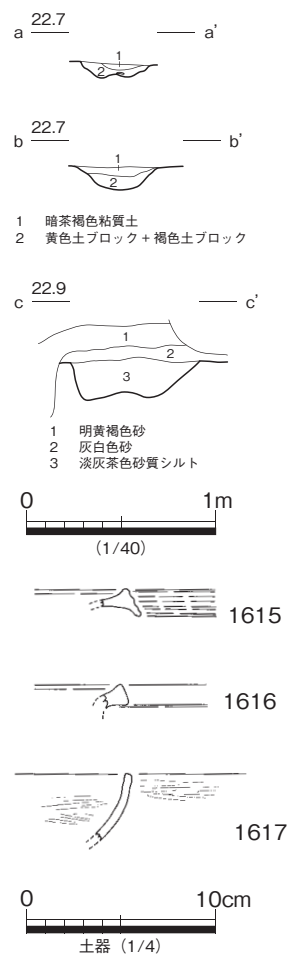 a 22.7 a'
1
2
b 22.7 b'
1
2
1 暗茶褐色粘質土
2 黄色土ブロック+褐色土ブロック
c 22.9 c'
1
2
3
1 明黄褐色砂
2 灰白色砂
3 淡灰茶色砂質シルト
0 1m
(1/40)
1615
1616
1617
0 10cm
土器(1/4)